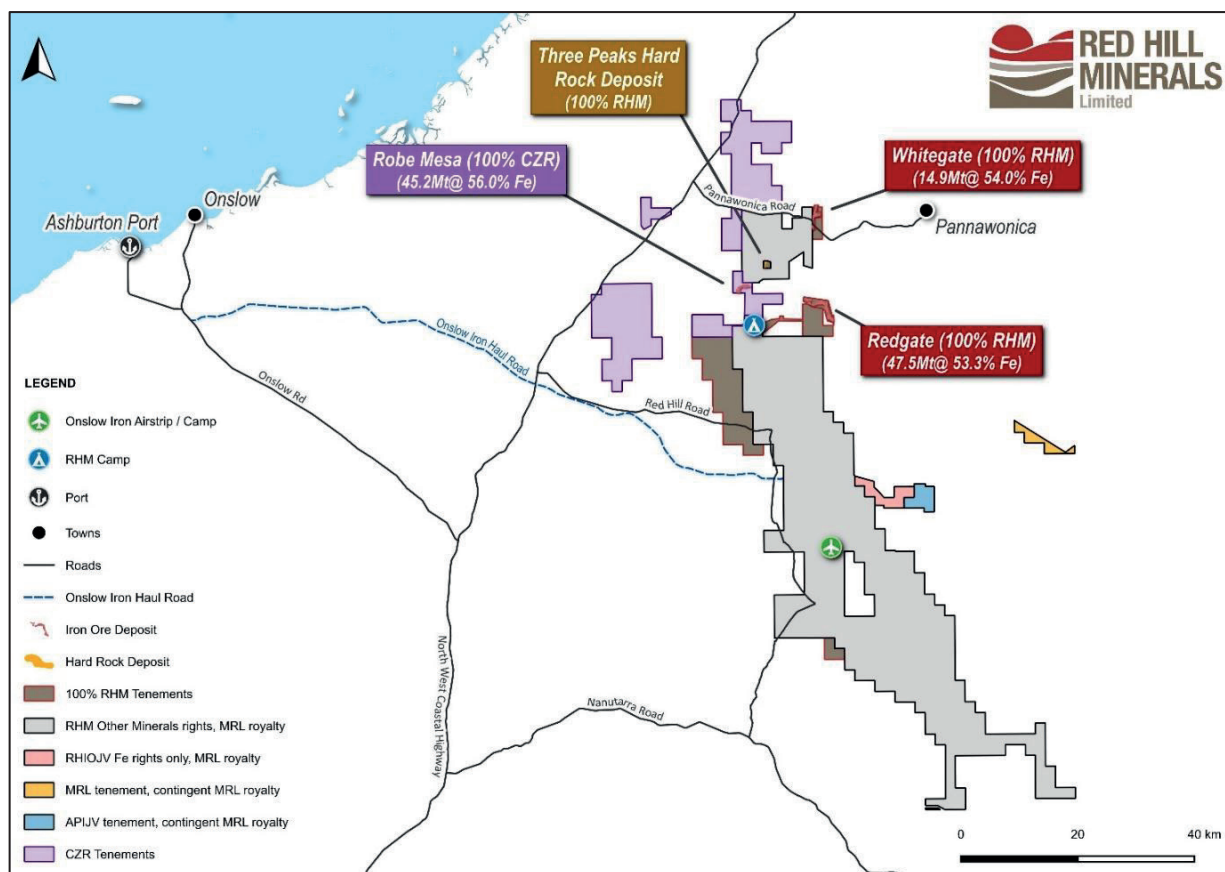 RED HILL
MINERALS
Limited
Three Peaks Hard
Rock Deposit
(100% RHM)
Robe Mesa (100% CZR)
(45.2Mt@ 56.0% Fe)
Whitegate (100% RHM)
(14.9Mt@ 54.0% Fe)
Pannawonica Road
Onslow
Ashburton Port
Pannawonica
Redgate (100% RHM)
(47.5Mt@ 53.3% Fe)
Onslow Iron Haul Road
Onslow Rd
Red Hill Road
North West Coastal Highway
Nanutarra Road
LEGEND
Onslow Iron Airstrip / Camp
RHM Camp
Port
Towns
Roads
Onslow Iron Haul Road
Iron Ore Deposit
Hard Rock Deposit
100% RHM Tenements
RHM Other Minerals rights, MRL royalty
RHIOJV Fe rights only, MRL royalty
MRL tenement, contingent MRL royalty
APIJV tenement, contingent MRL royalty
CZR Tenements
0 20 40 km